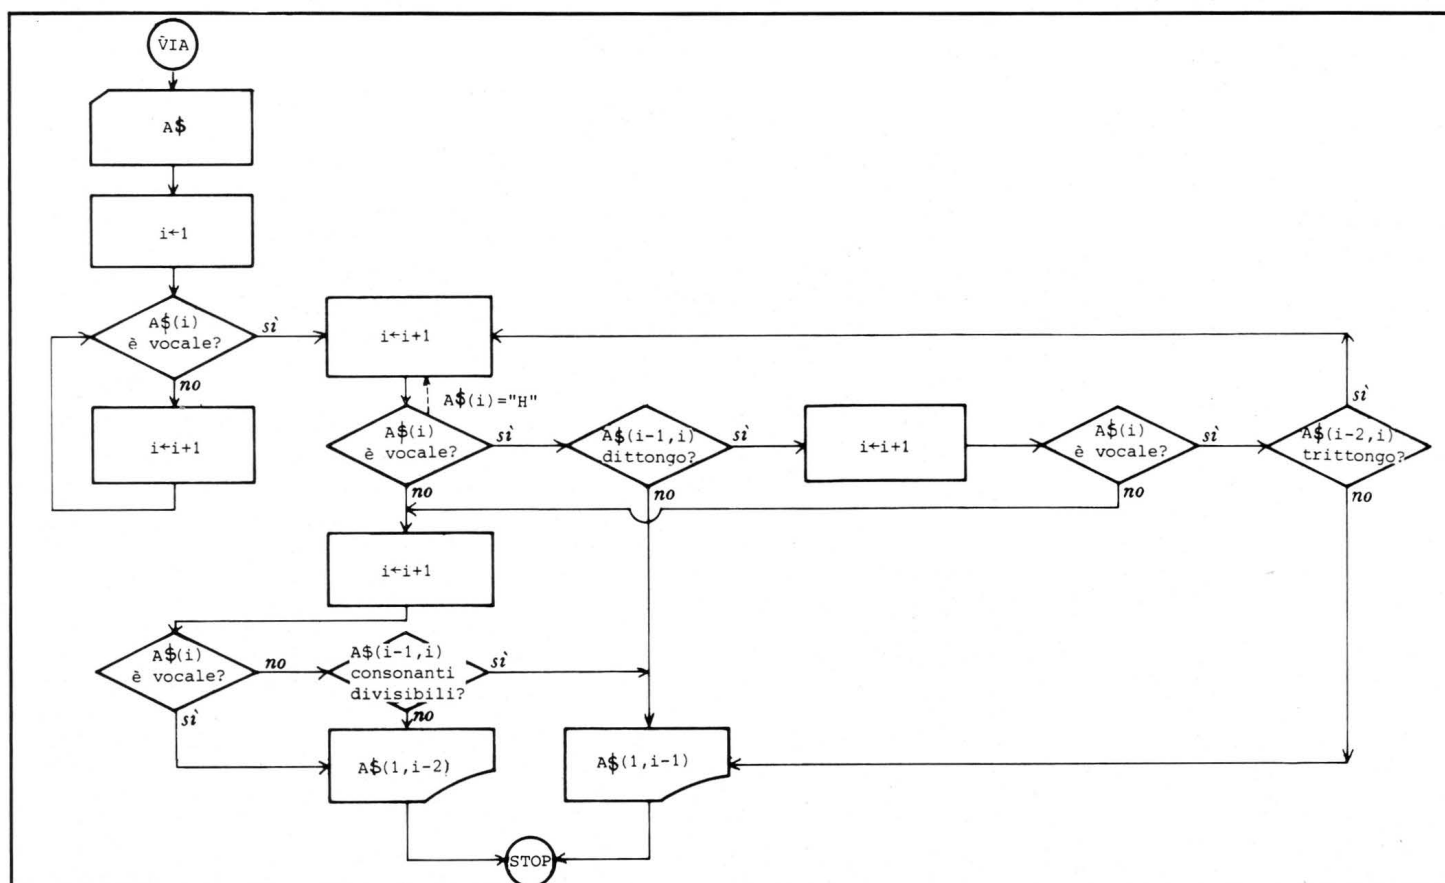 VIA
A$
i←1
A$(i)
è vocale?
sì
no
i←i+1
i←i+1
A$(i)="H"
A$(i)
è vocale?
sì
no
A$(i-1,i)
dittongo?
sì
no
i←i+1
A$(i)
è vocale?
sì
no
A$(i-2,i)
trittongo?
sì
no
i←i+1
A$(i)
è vocale?
no
sì
A$(i-1,i)
consonanti
divisibili?
sì
no
A$(1,i-2)
A$(1,i-1)
STOP